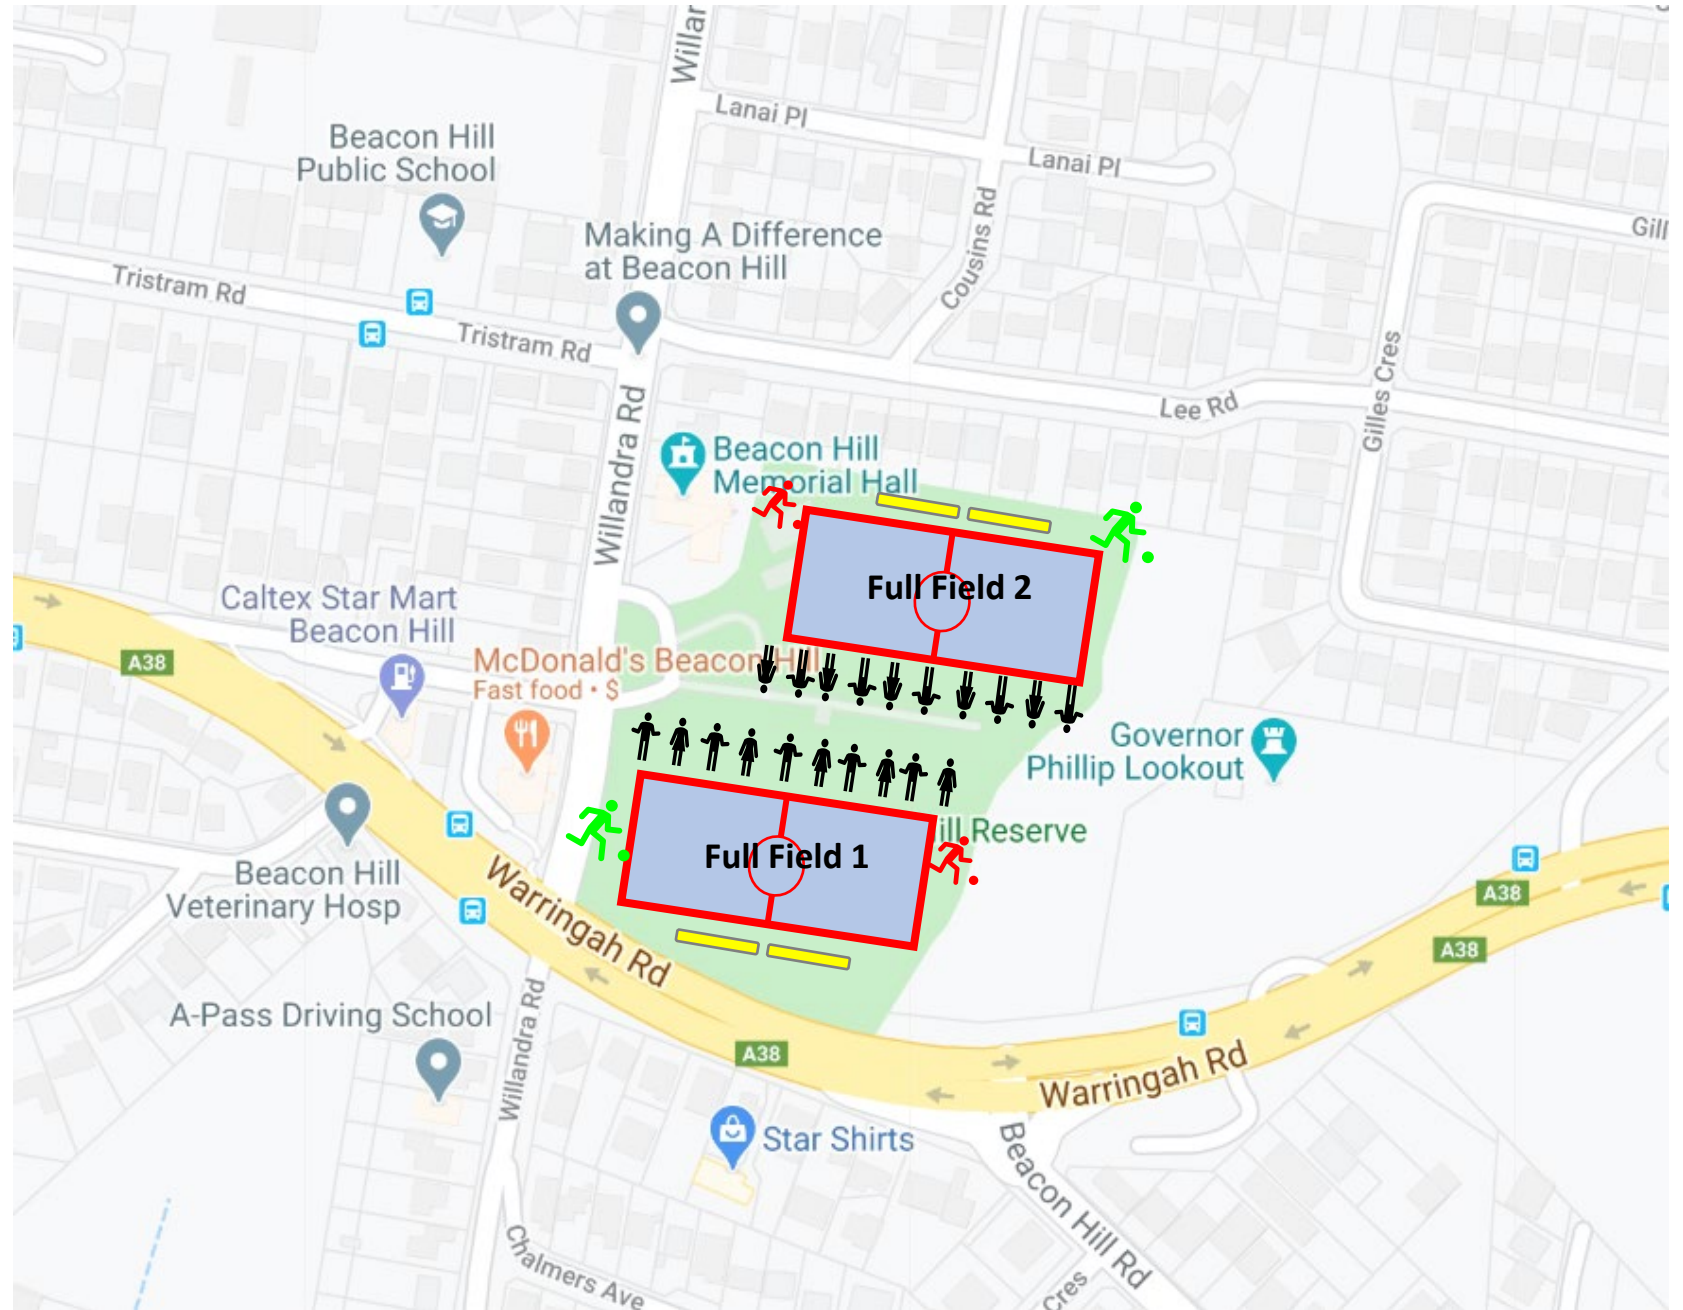 Willar
Lanai Pl
Lanai Pl
Beacon Hill
Public School
Cousins Rd
Gill
Making A Difference
at Beacon Hill
Tristram Rd
Tristram Rd
Gilles Cres
Lee Rd
Willandra Rd
Beacon Hill
Memorial Hall
Full Field 2
Caltex Star Mart
Beacon Hill
A38
McDonald's Beacon Hill
Fast food • $
Governor
Phillip Lookout
ill Reserve
Full Field 1
Beacon Hill
Veterinary Hosp
Warringah Rd
A38
A38
A-Pass Driving School
Willandra Rd
A38
Warringah Rd
Star Shirts
Beacon Hill Rd
Chalmers Ave
Cres